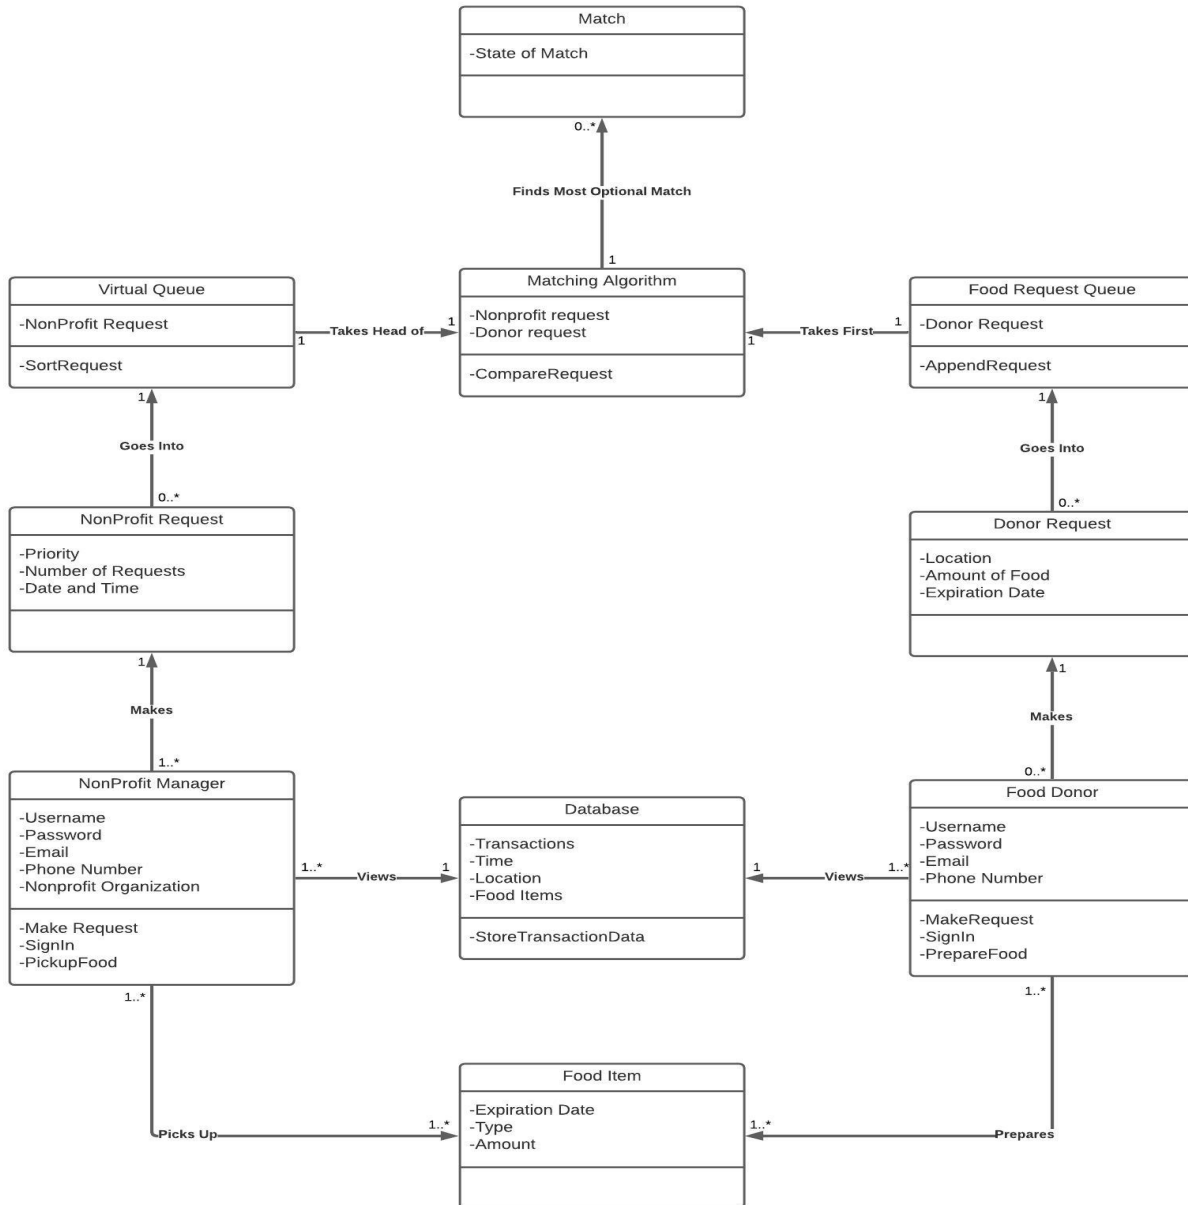 Match
-State of Match
0..*
Finds Most Optional Match
1
Virtual Queue
-NonProfit Request
-SortRequest
1
Takes Head of
1
Matching Algorithm
-Nonprofit request
-Donor request
-CompareRequest
1
Takes First
1
Food Request Queue
-Donor Request
-AppendRequest
1
Goes Into
0..*
1
Goes Into
0..*
NonProfit Request
-Priority
-Number of Requests
-Date and Time
Donor Request
-Location
-Amount of Food
-Expiration Date
1
Makes
1..*
1
Makes
0..*
NonProfit Manager
-Username
-Password
-Email
-Phone Number
-Nonprofit Organization
-Make Request
-SignIn
-PickupFood
1..*
Views
1
Database
-Transactions
-Time
-Location
-Food Items
-StoreTransactionData
1
Views
1..*
Food Donor
-Username
-Password
-Email
-Phone Number
-MakeRequest
-SignIn
-PrepareFood
1..*
Picks Up
1..*
Food Item
-Expiration Date
-Type
-Amount
1..*
Prepares
1..*